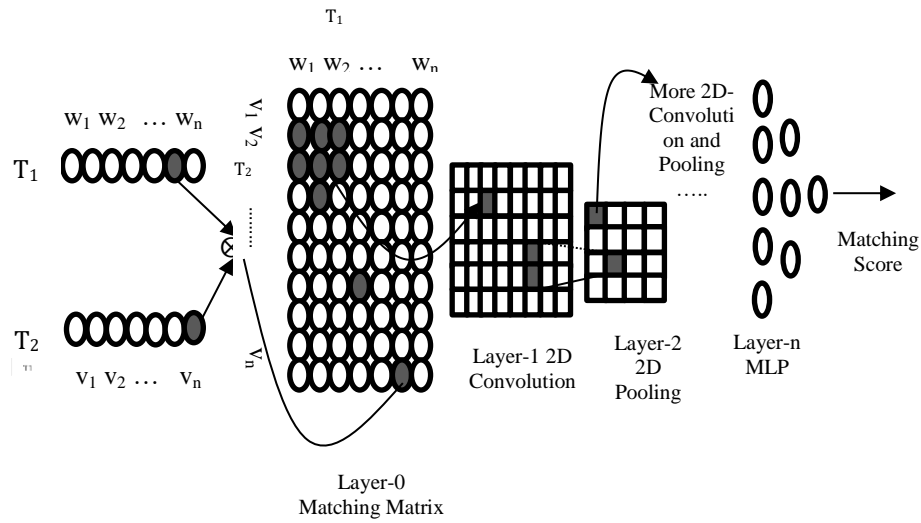 T1
w1 w2 … wn
w1 w2 … wn
T1
v1 v2
T2
........
vn
T2
v1 v2 … vn
More 2D-
Convoluti
on and
Pooling
.....
Matching
Score
Layer-1 2D
Convolution
Layer-2
2D
Pooling
Layer-n
MLP
Layer-0
Matching Matrix